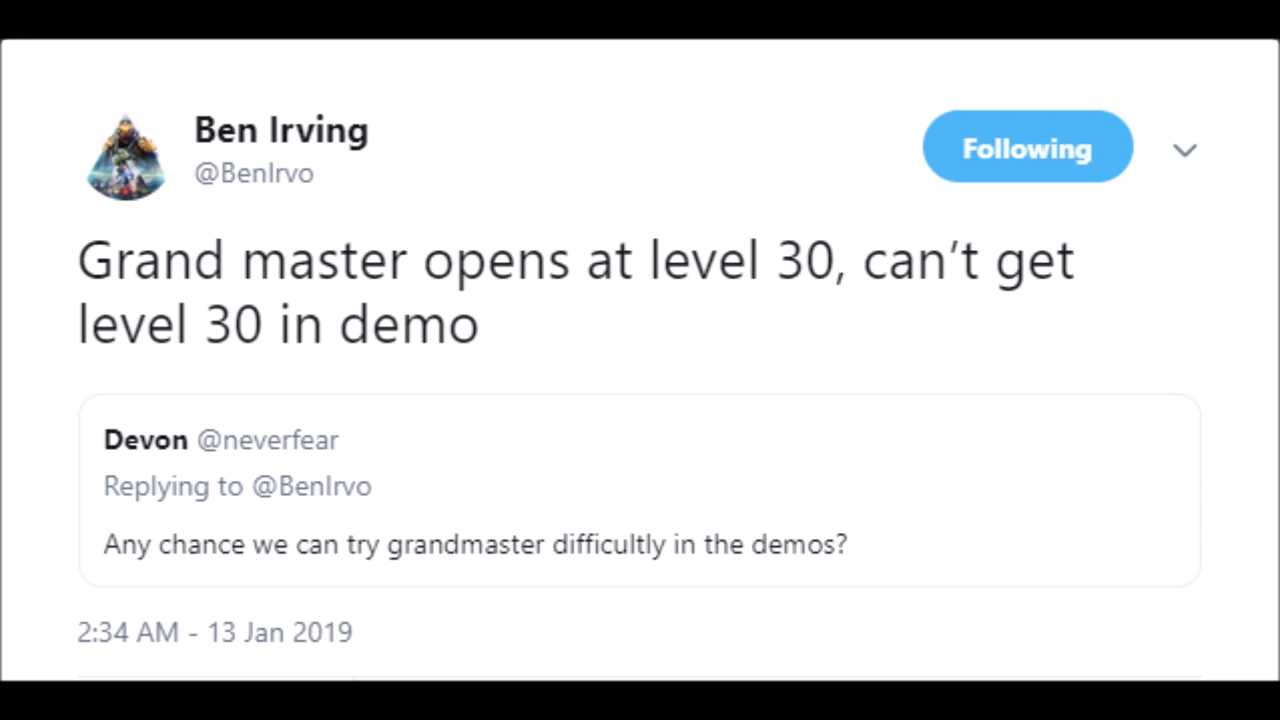 Ben Irving
@BenIrvo
Following
Grand master opens at level 30, can’t get
level 30 in demo
Devon @neverfear
Replying to @BenIrvo
Any chance we can try grandmaster difficultly in the demos?
2:34 AM - 13 Jan 2019